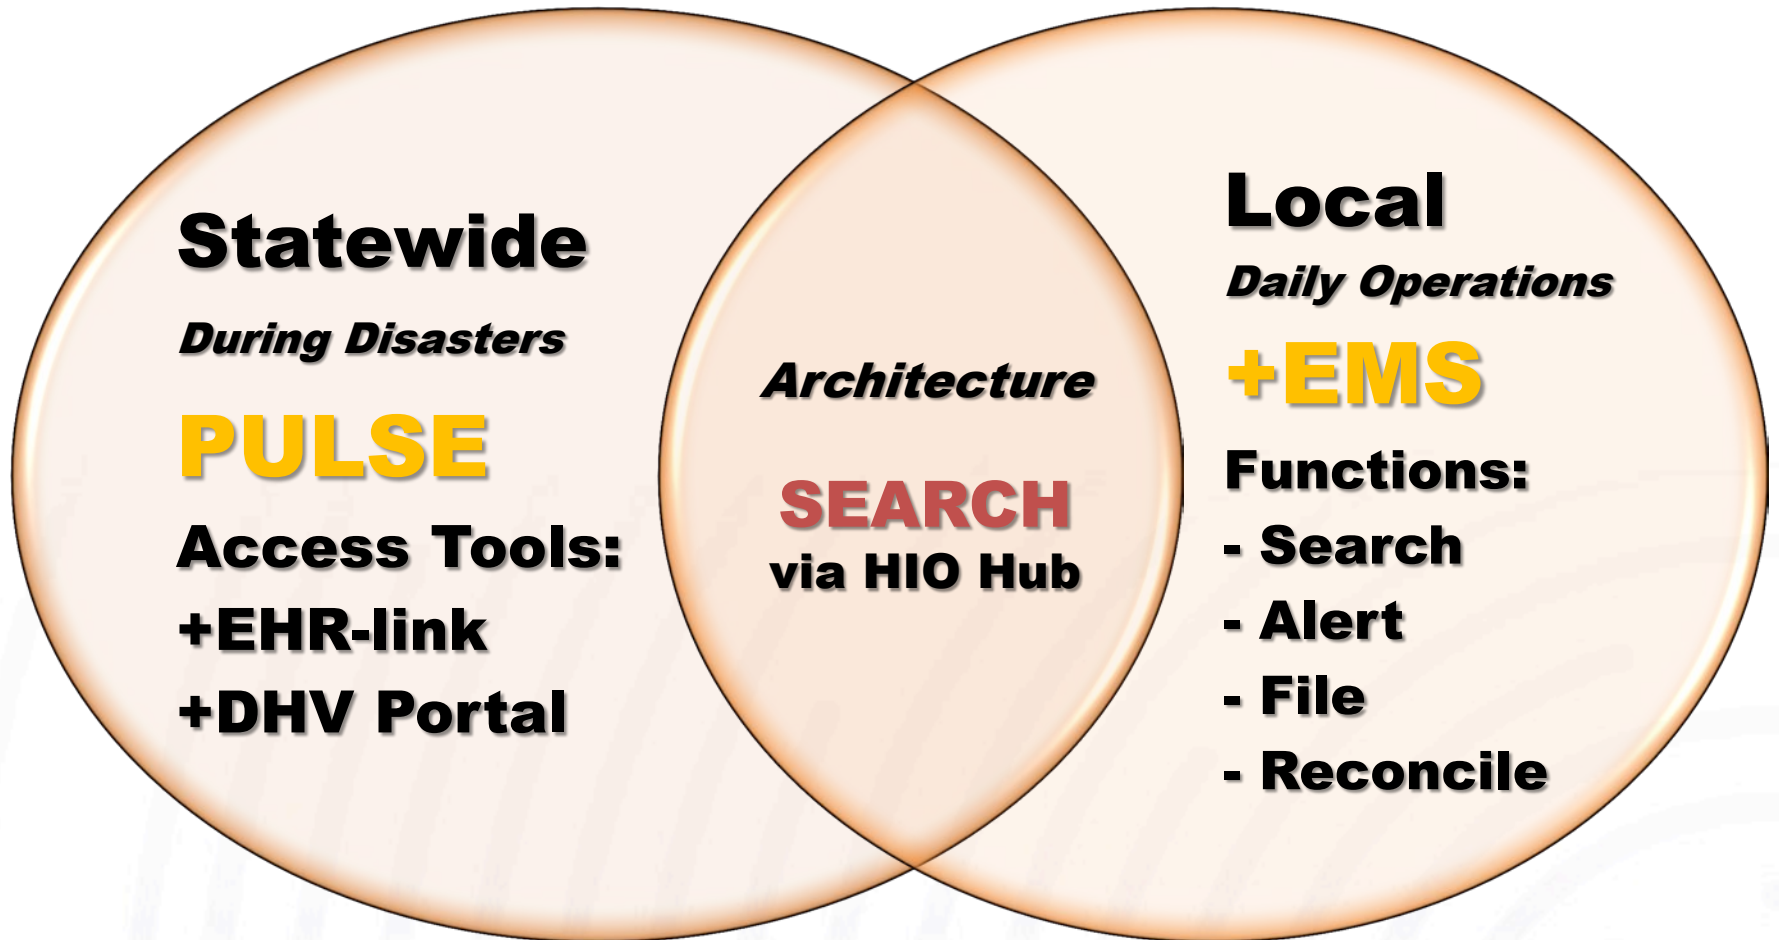 Statewide
During Disasters
PULSE
Access Tools:
+EHR-link
+DHV Portal
Architecture
SEARCH
via HIO Hub
Local
Daily Operations
+EMS
Functions:
- Search
- Alert
- File
- Reconcile